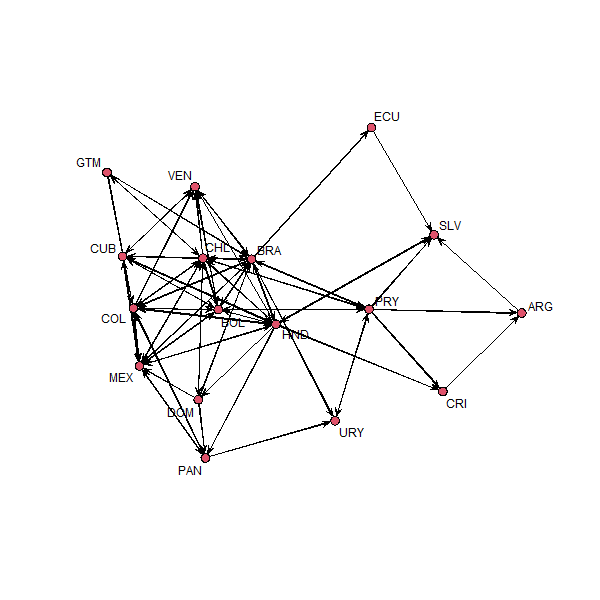 ECU
GTM
VEN
SLV
CUB
CHL
BRA
PRY
ARG
COL
BOL
HND
MEX
CRI
DOM
URY
PAN